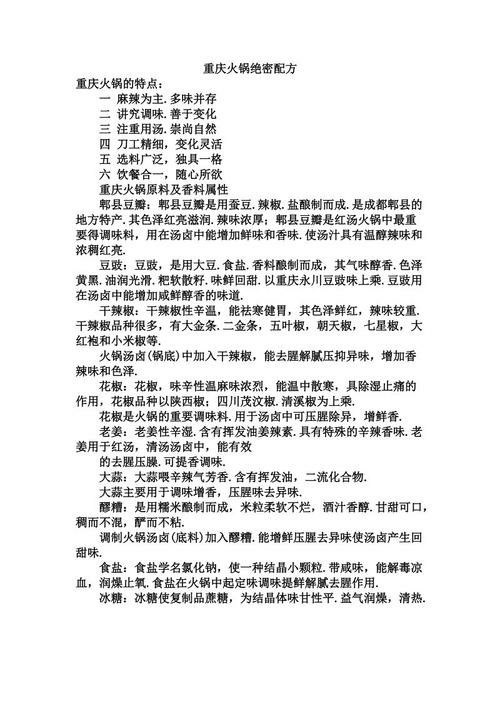 重庆火锅绝密配方
重庆火锅的特点：
一 麻辣为主.多味并存
二 讲究调味.善于变化
三 注重用汤.崇尚自然
四 刀工精细，变化灵活
五 选料广泛，独具一格
六 饮餐合一，随心所欲
重庆火锅原料及香料属性
郫县豆瓣：郫县豆瓣是用蚕豆.辣椒.盐酿制而成.是成都郫县的
地方特产.其色泽红亮滋润.辣味浓厚；郫县豆瓣是红汤火锅中最重
要得调味料，用在汤卤中能增加鲜味和香味.使汤汁具有温醇辣味和
浓稠红亮.
豆豉：豆豉，是用大豆.食盐.香料酿制而成，其气味醇香.色泽
黄黑.油润光滑.粑软散籽.味鲜回甜.以重庆永川豆豉味上乘.豆豉用
在汤卤中能增加咸鲜醇香的味道.
干辣椒：干辣椒性辛温，能祛寒健胃，其色泽鲜红，辣味较重.
干辣椒品种很多，有大金条.二金条，五叶椒，朝天椒，七星椒，大
红袍和小米椒等.
火锅汤卤(锅底)中加入干辣椒，能去腥解腻压抑异味，增加香
辣味和色泽.
花椒：花椒，味辛性温麻味浓烈，能温中散寒，具除湿止痛的
作用，花椒品种以陕西椒；四川茂汶椒.清溪椒为上乘.
花椒是火锅的重要调味料.用于汤卤中可压腥除异，增鲜香.
老姜：老姜性辛湿.含有挥发油姜辣素.具有特殊的辛辣香味.老
姜用于红汤，清汤汤卤中，能有效
的去腥压臊.可提香调味.
大蒜：大蒜喂辛辣气芳香.含有挥发油，二流化合物.
大蒜主要用于调味增香，压腥味去异味.
醪糟：是用糯米酿制而成，米粒柔软不烂，酒汁香醇.甘甜可口，
稠而不混，酽而不粘.
调制火锅汤卤(底料)加入醪糟.能增鲜压腥去异味使汤卤产生回
甜味.
食盐：食盐学名氯化钠，使一种结晶小颗粒.带咸味，能解毒凉
血，润燥止氧.食盐在火锅中起定味调味提鲜解腻去腥作用.
冰糖：冰糖使复制品蔗糖，为结晶体味甘性平.益气润燥，清热.